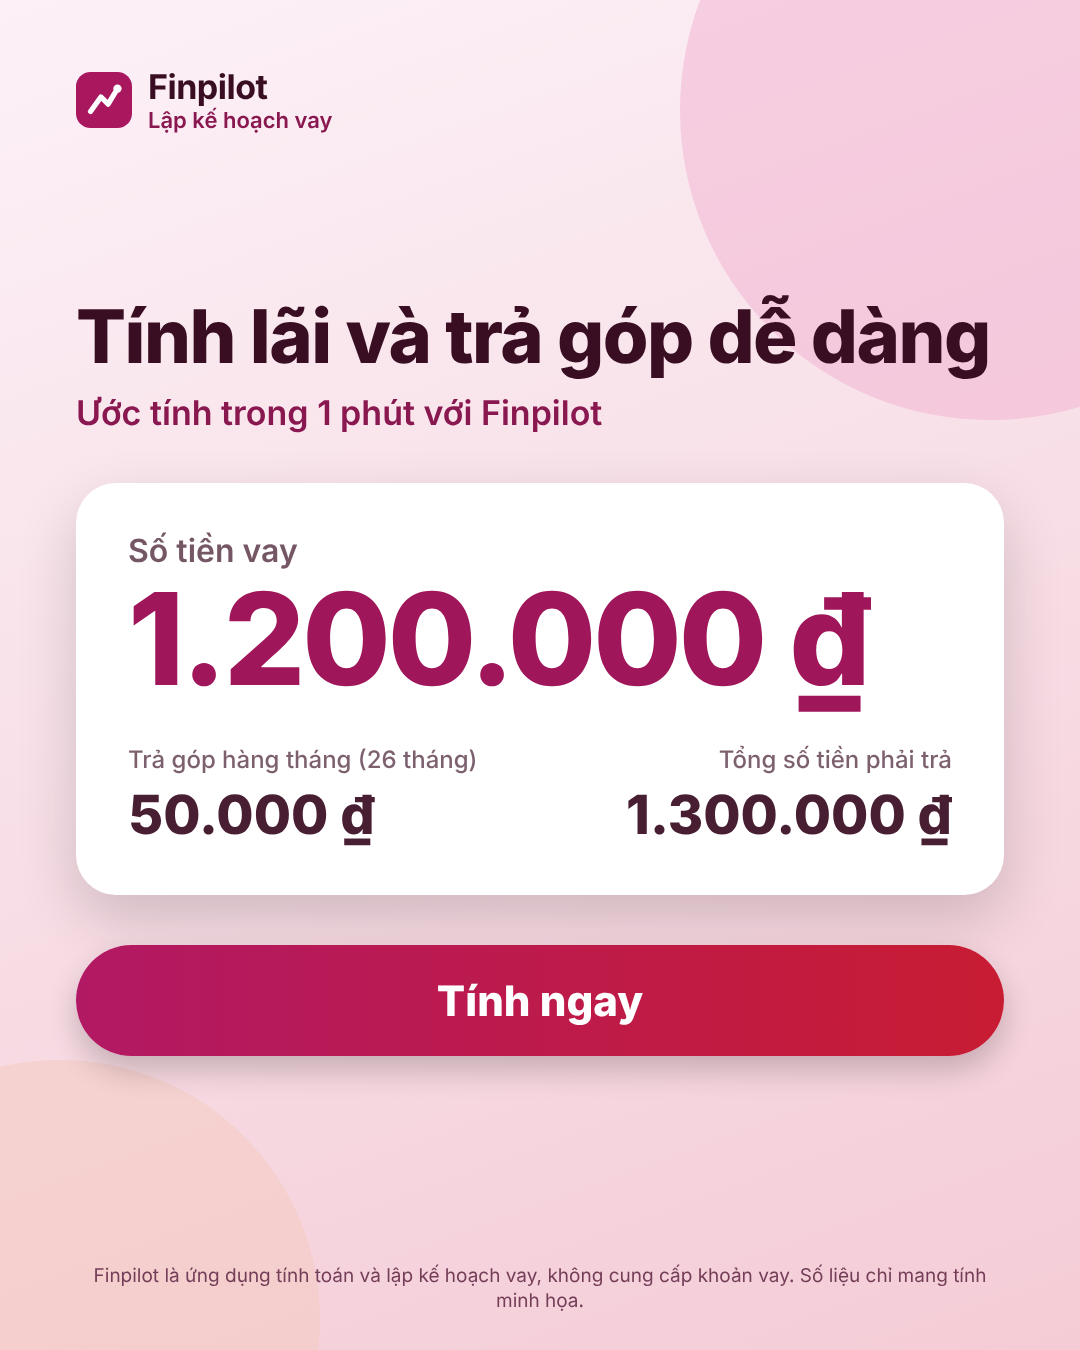 Finpilot
Lập kế hoạch vay
Tính lãi và trả góp dễ dàng
Ước tính trong 1 phút với Finpilot
Số tiền vay
1.200.000 ₫
Trả góp hàng tháng (26 tháng)
50.000 ₫
Tổng số tiền phải trả
1.300.000 ₫
Tính ngay
Finpilot là ứng dụng tính toán và lập kế hoạch vay, không cung cấp khoản vay. Số liệu chỉ mang tính
minh họa.